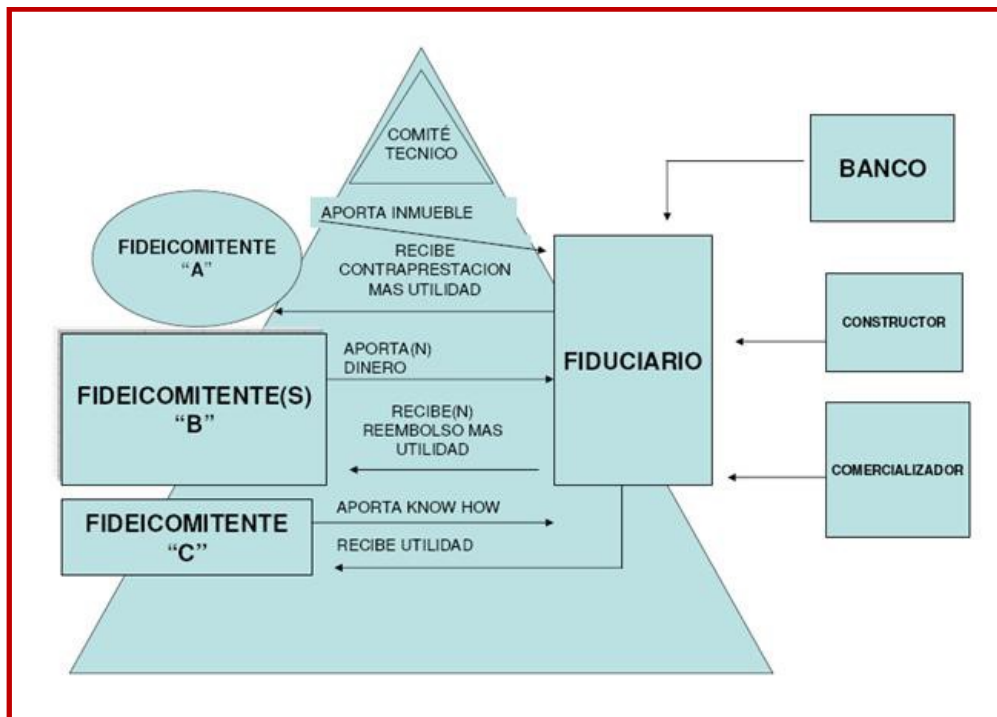 COMITÉ
TECNICO
BANCO
APORTA INMUEBLE
FIDEICOMITENTE
“A”
RECIBE
CONTRAPRESTACION
MAS UTILIDAD
CONSTRUCTOR
FIDUCIARIO
APORTA(N)
DINERO
FIDEICOMITENTE(S)
“B”
RECIBE(N)
REEMBOLSO MAS
UTILIDAD
COMERCIALIZADOR
FIDEICOMITENTE
“C”
APORTA KNOW HOW
RECIBE UTILIDAD